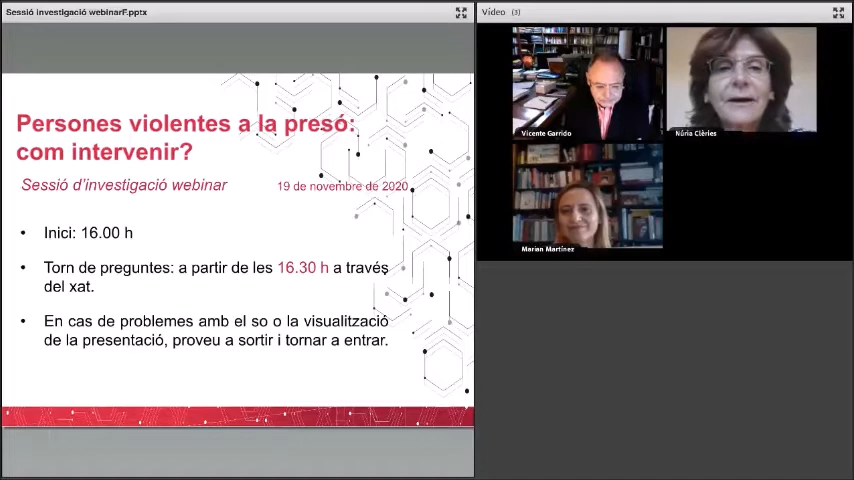 Sessió investigació webinarF.pptx
Vídeo (3)
Persones violentes a la presó:
com intervenir?
Sessió d'investigació webinar 19 de novembre de 2020
• Inici: 16.00 h
• Torn de preguntes: a partir de les 16.30 h a través
del xat.
• En cas de problemes amb el so o la visualització
de la presentació, proveu a sortir i tornar a entrar.
Vicente Garrido
Núria Clèries
Marian Martínez